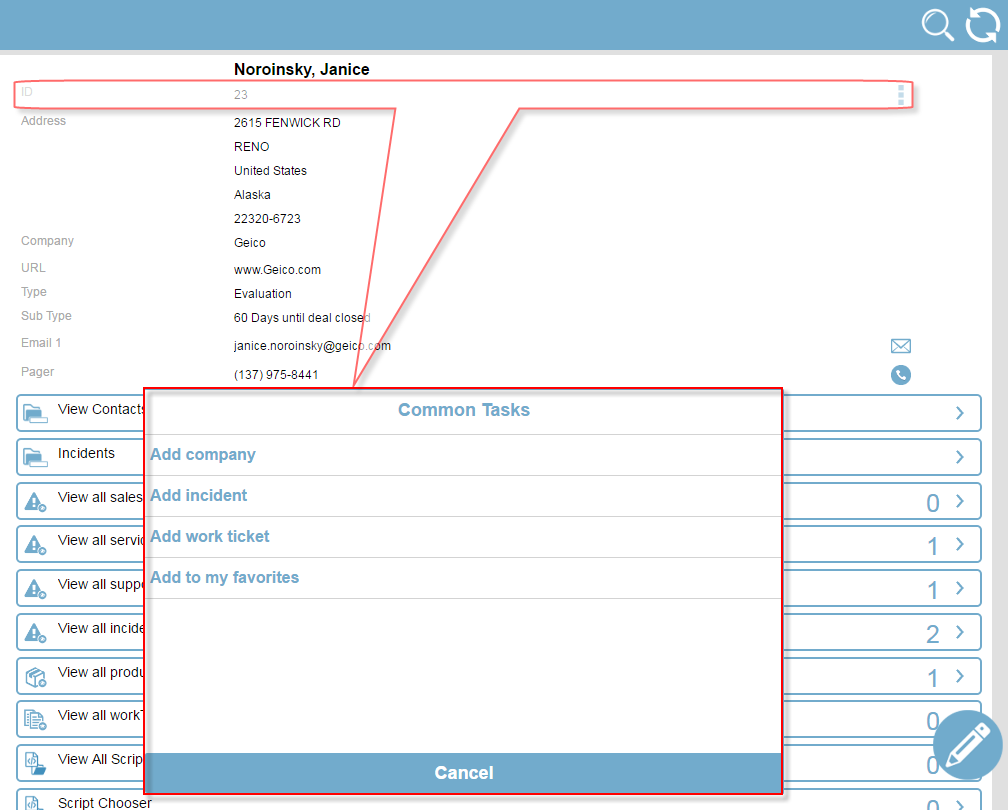 Noroinsky, Janice
ID 23
Address 2615 FENWICK RD
RENO
United States
Alaska
22320-6723
Company Geico
URL www.Geico.com
Type Evaluation
Sub Type 60 Days until deal closed
Email 1 janice.noroinsky@geico.com
Pager (137) 975-8441
View Contacts
Incidents
View all sales 0
View all servic 1
View all suppo 1
View all incide 2
View all produ 1
View all workT 0
View All Scrip 0
Script Chooser 0
Common Tasks
Add company
Add incident
Add work ticket
Add to my favorites
Cancel